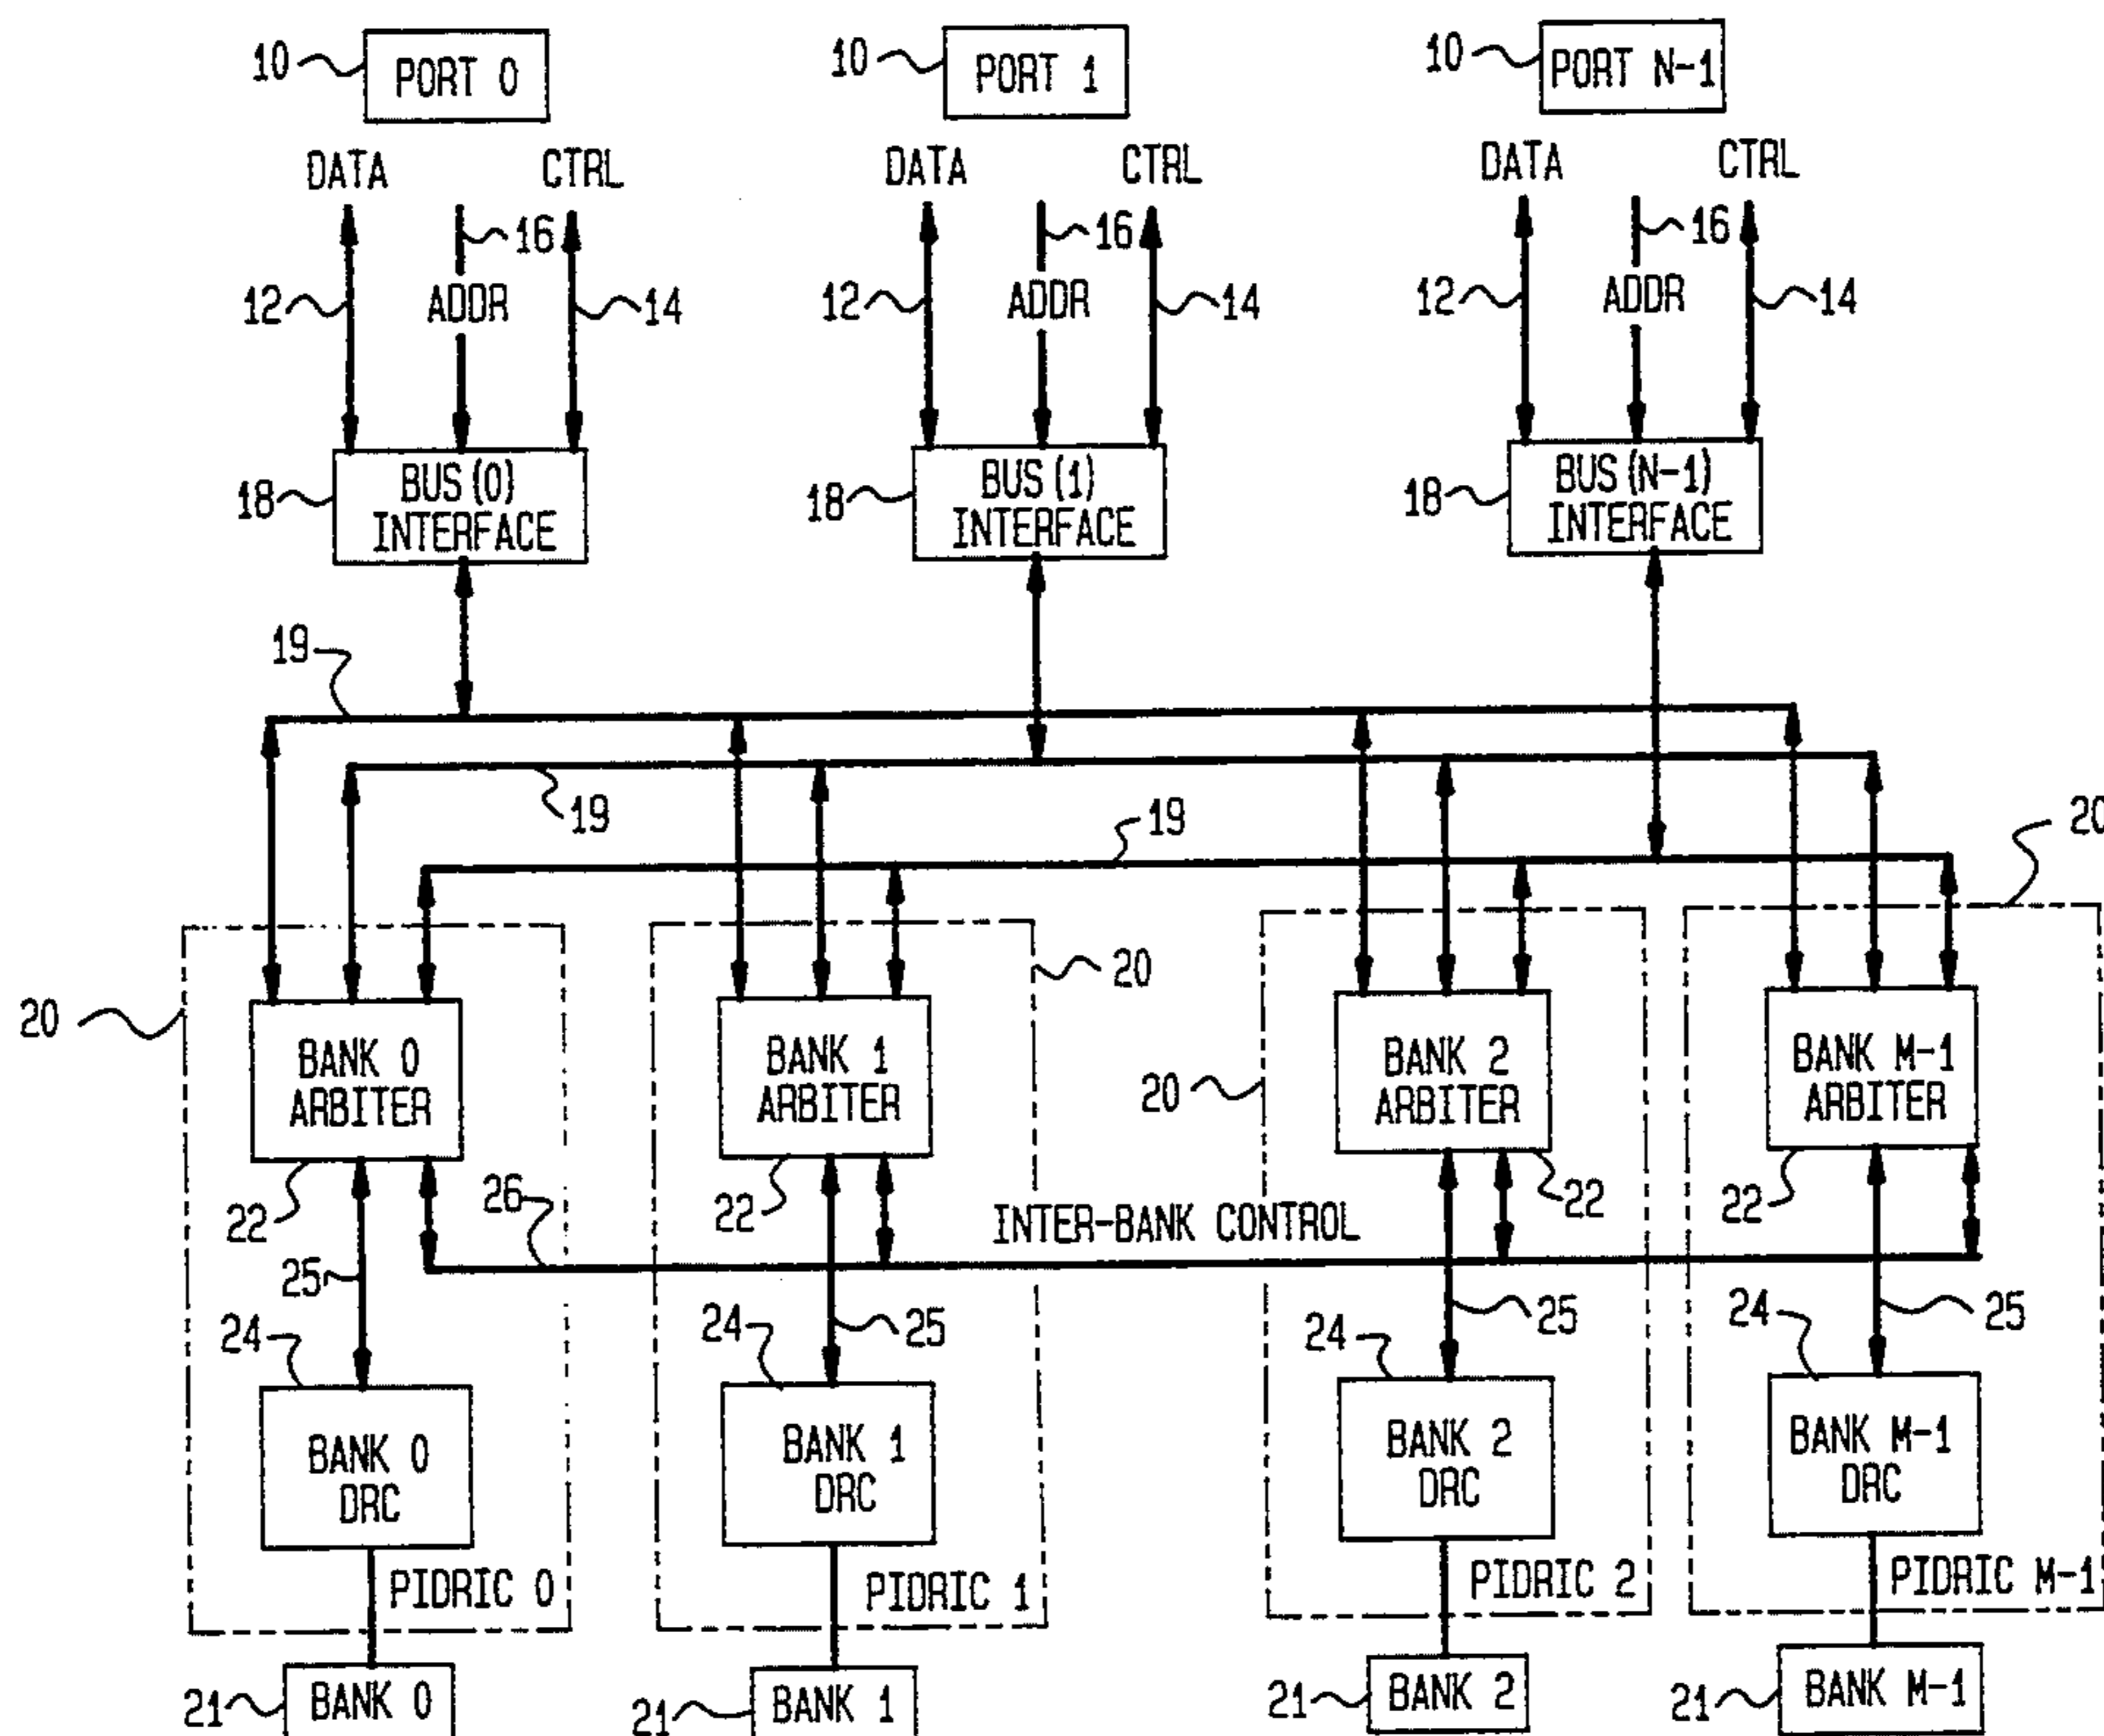 10 PORT 0 10 PORT 1 10 PORT N-1
DATA CTRL DATA CTRL DATA CTRL
16 16 16
12 ADDR 14 12 ADDR 14 12 ADDR 14
18 BUS(0) INTERFACE
18 BUS(1) INTERFACE
18 BUS(N-1) INTERFACE
19
19
19
20
20
20
20
BANK 0
ARBITER
BANK 1
ARBITER
BANK 2
ARBITER
BANK M-1
ARBITER
22 26 22 22 22
INTER-BANK CONTROL
25 25 25 25
24 24 24 24
BANK 0
DRC
BANK 1
DRC
BANK 2
DRC
BANK M-1
DRC
PIDRIC 0 PIDRIC 1 PIDRIC 2 PIDRIC M-1
21 BANK 0 21 BANK 1 21 BANK 2 21 BANK M-1